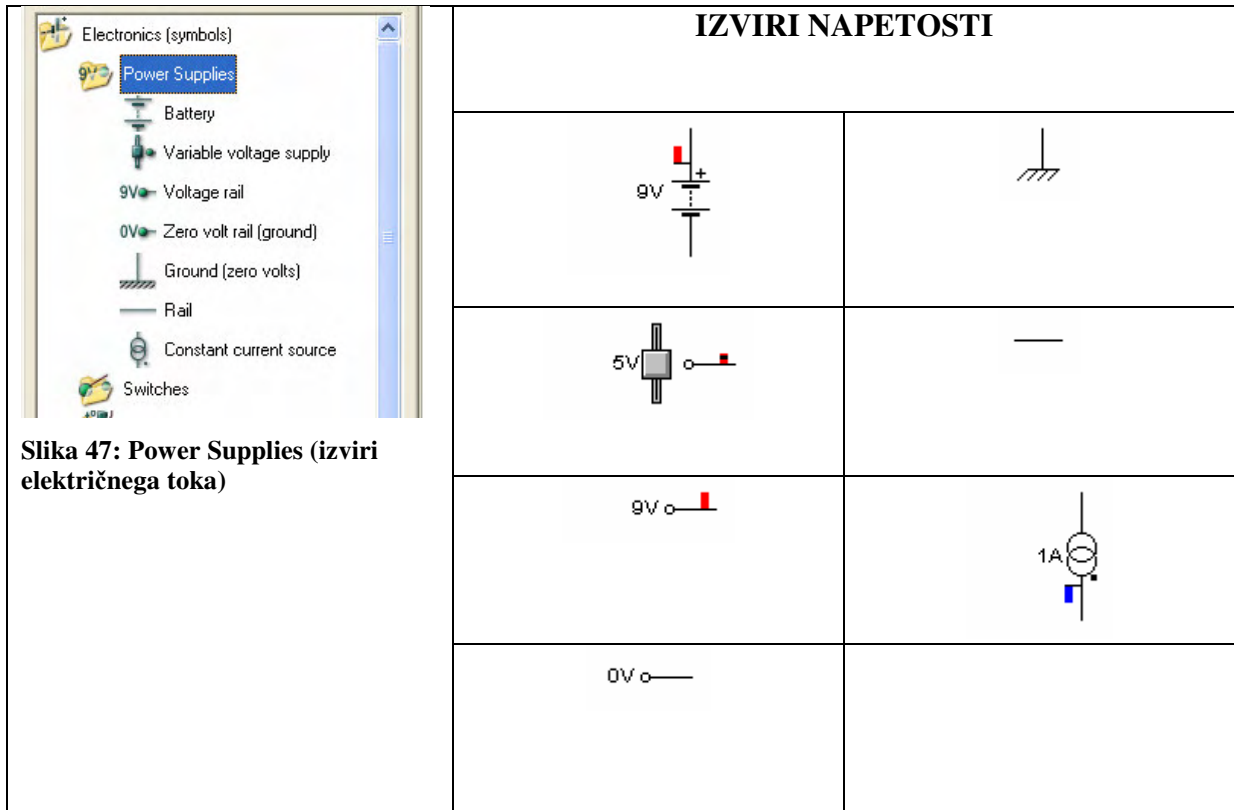 Electronics (symbols)
9V Power Supplies
Battery
Variable voltage supply
9V Voltage rail
0V Zero volt rail (ground)
Ground (zero volts)
Rail
Constant current source
Switches
Slika 47: Power Supplies (izviri
električnega toka)
IZVIRI NAPETOSTI
9V +
5V
9V
1A
0V